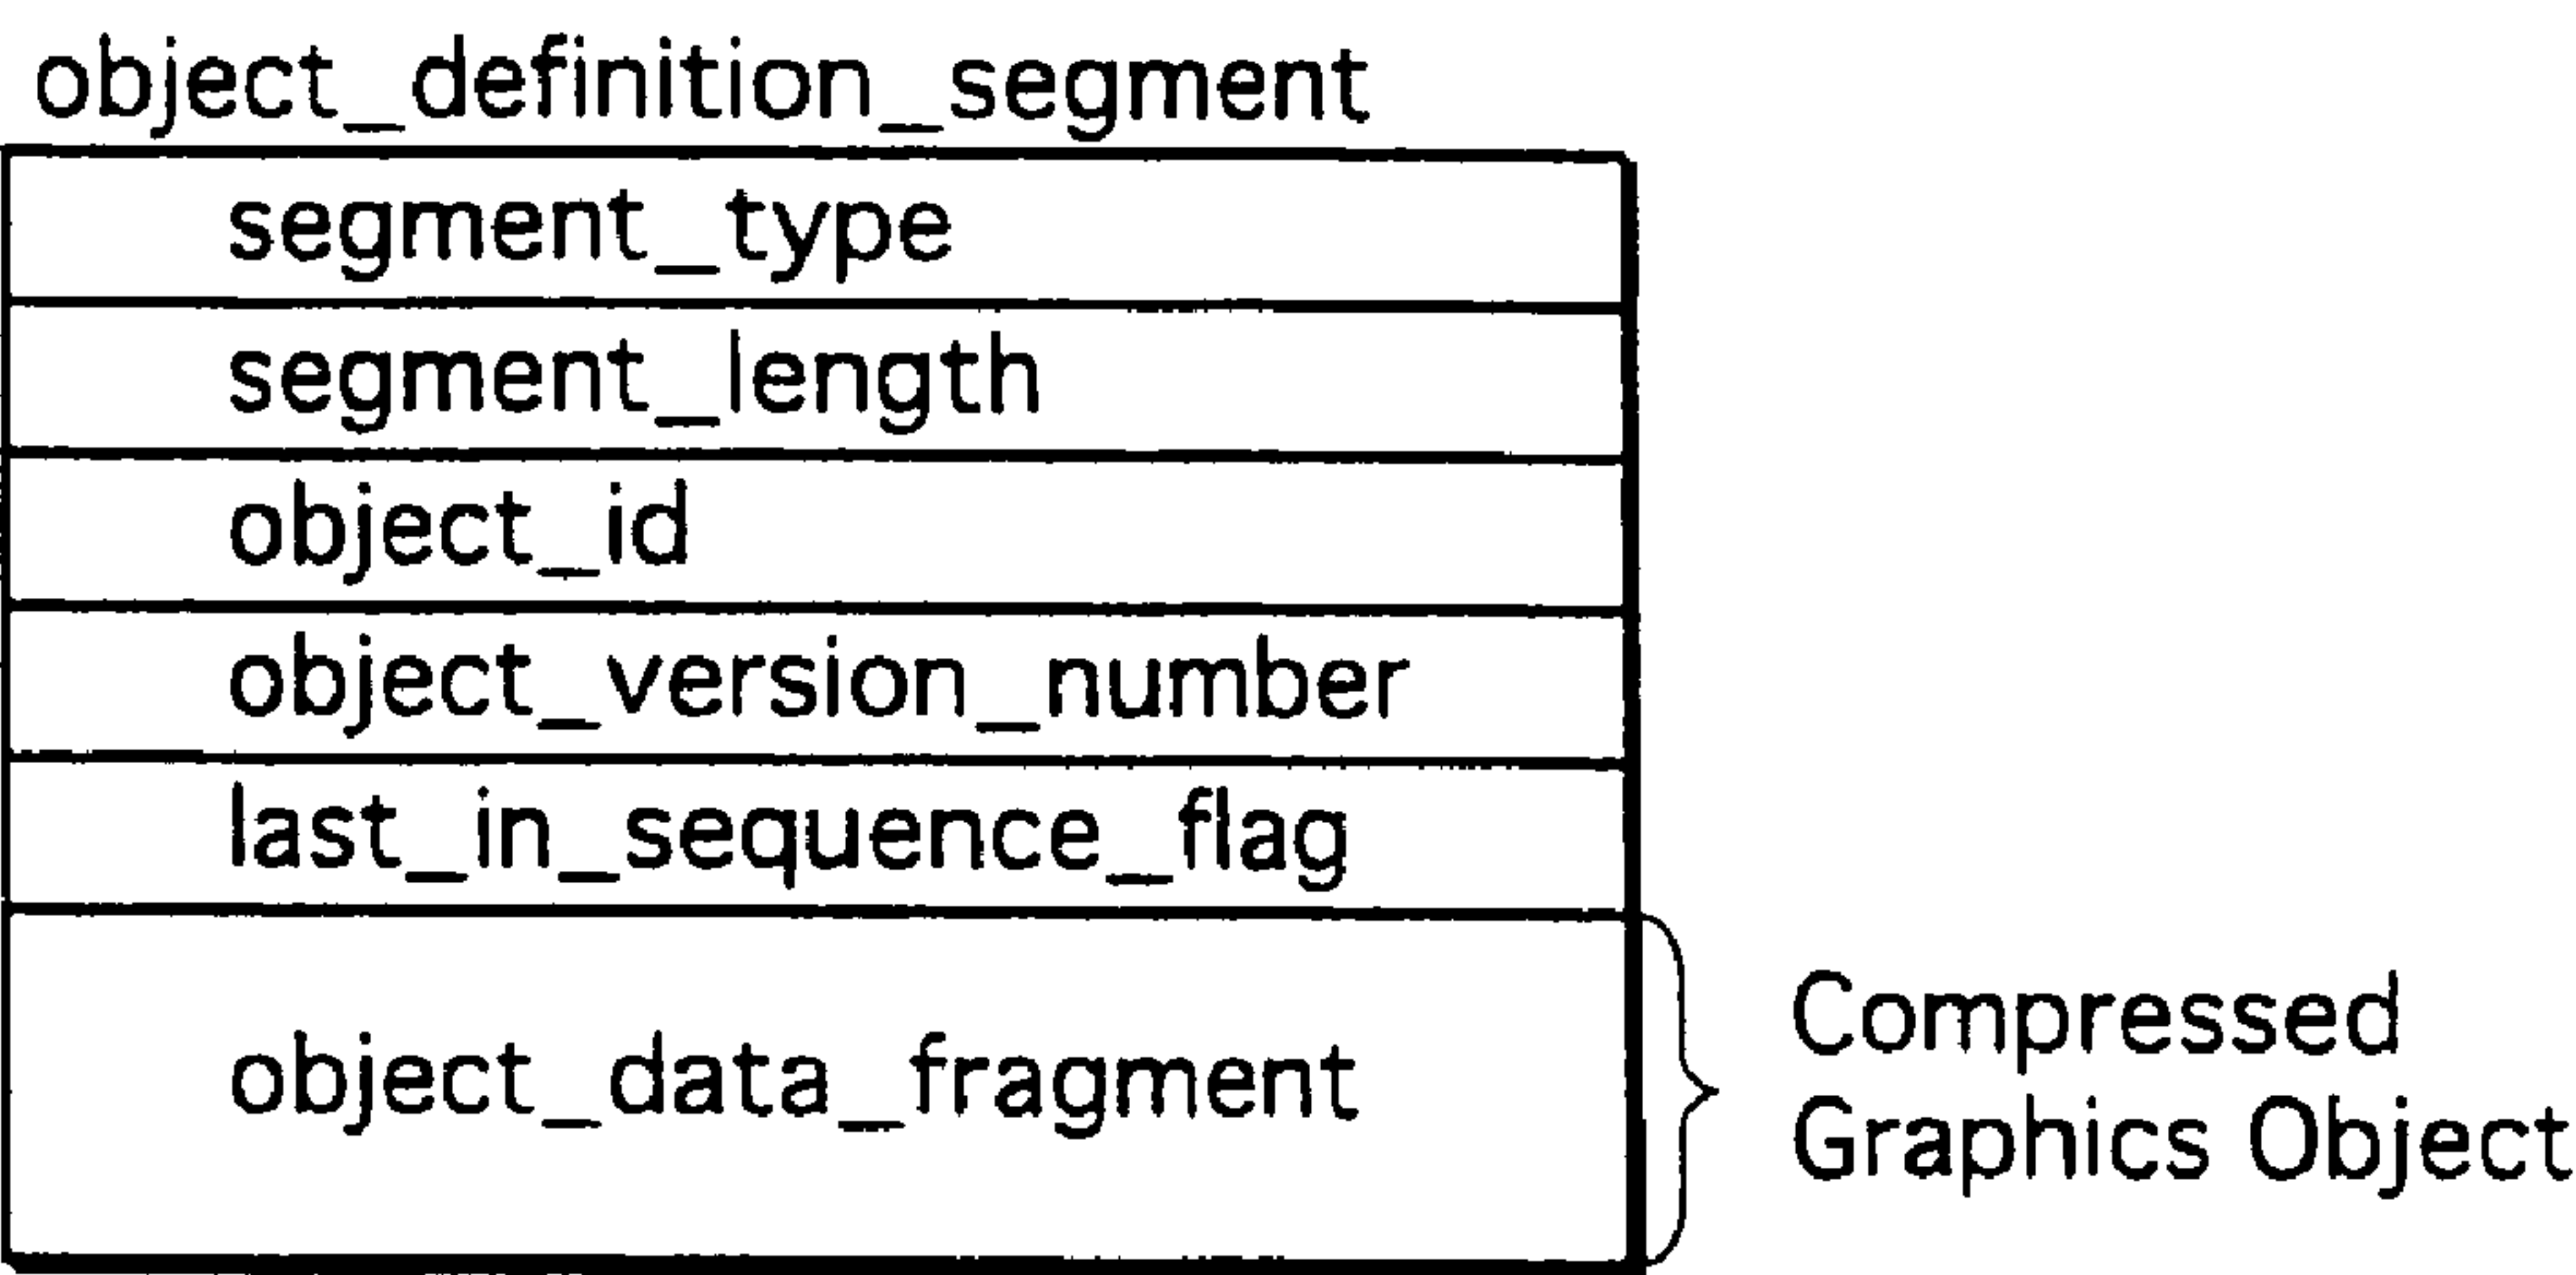 object_definition_segment
segment_type
segment_length
object_id
object_version_number
last_in_sequence_flag
object_data_fragment
Compressed
Graphics Object